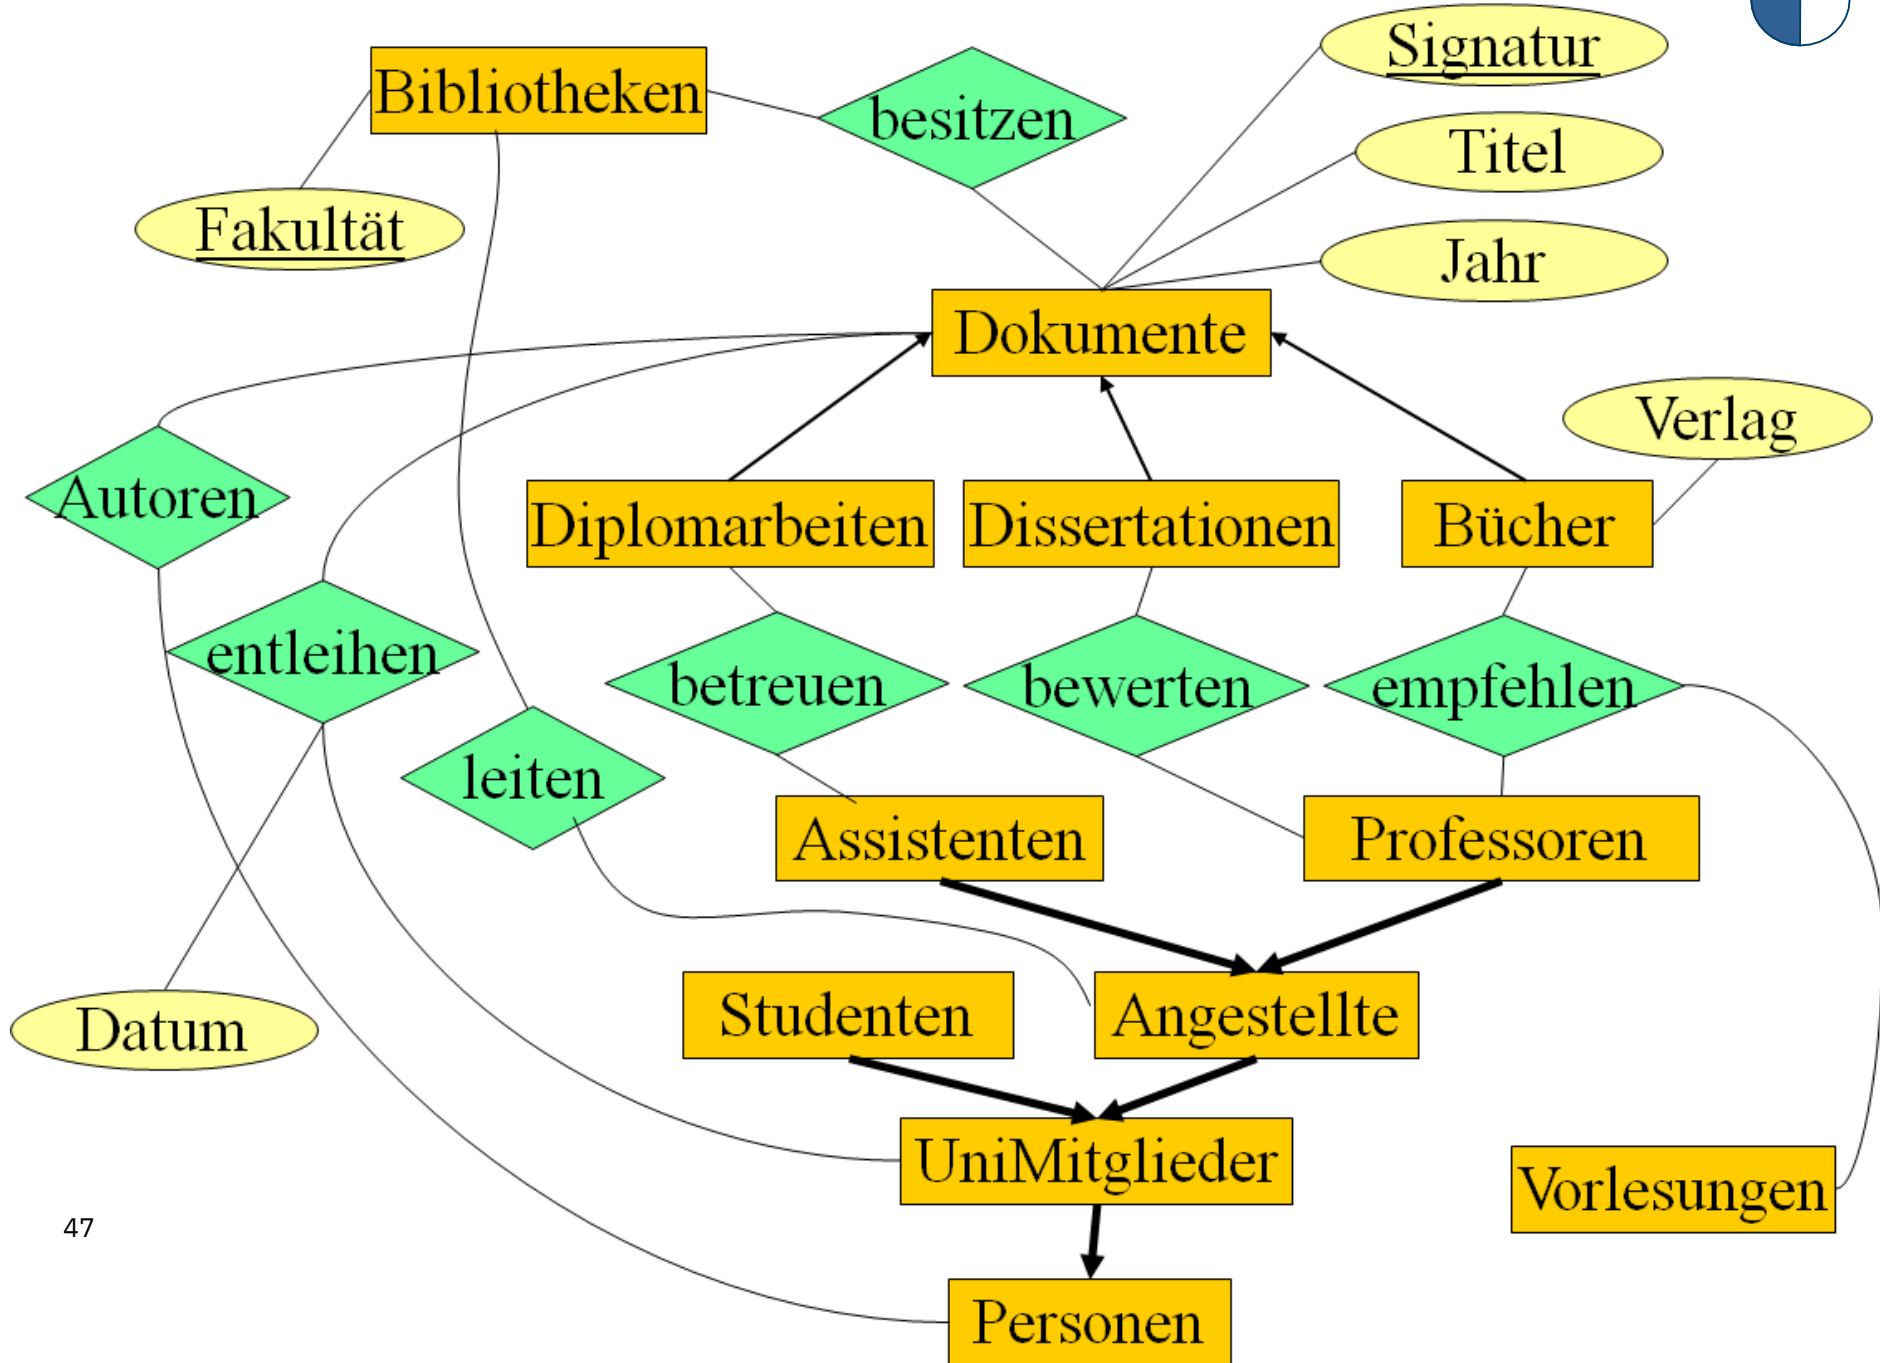 Signatur
Bibliotheken
besitzen
Titel
Fakultät
Jahr
Dokumente
Verlag
Autoren
Diplomarbeiten
Dissertationen
Bücher
entleihen
betreuen
bewerten
empfehlen
leiten
Assistenten
Professoren
Studenten
Angestellte
Datum
UniMitglieder
Vorlesungen
47
Personen